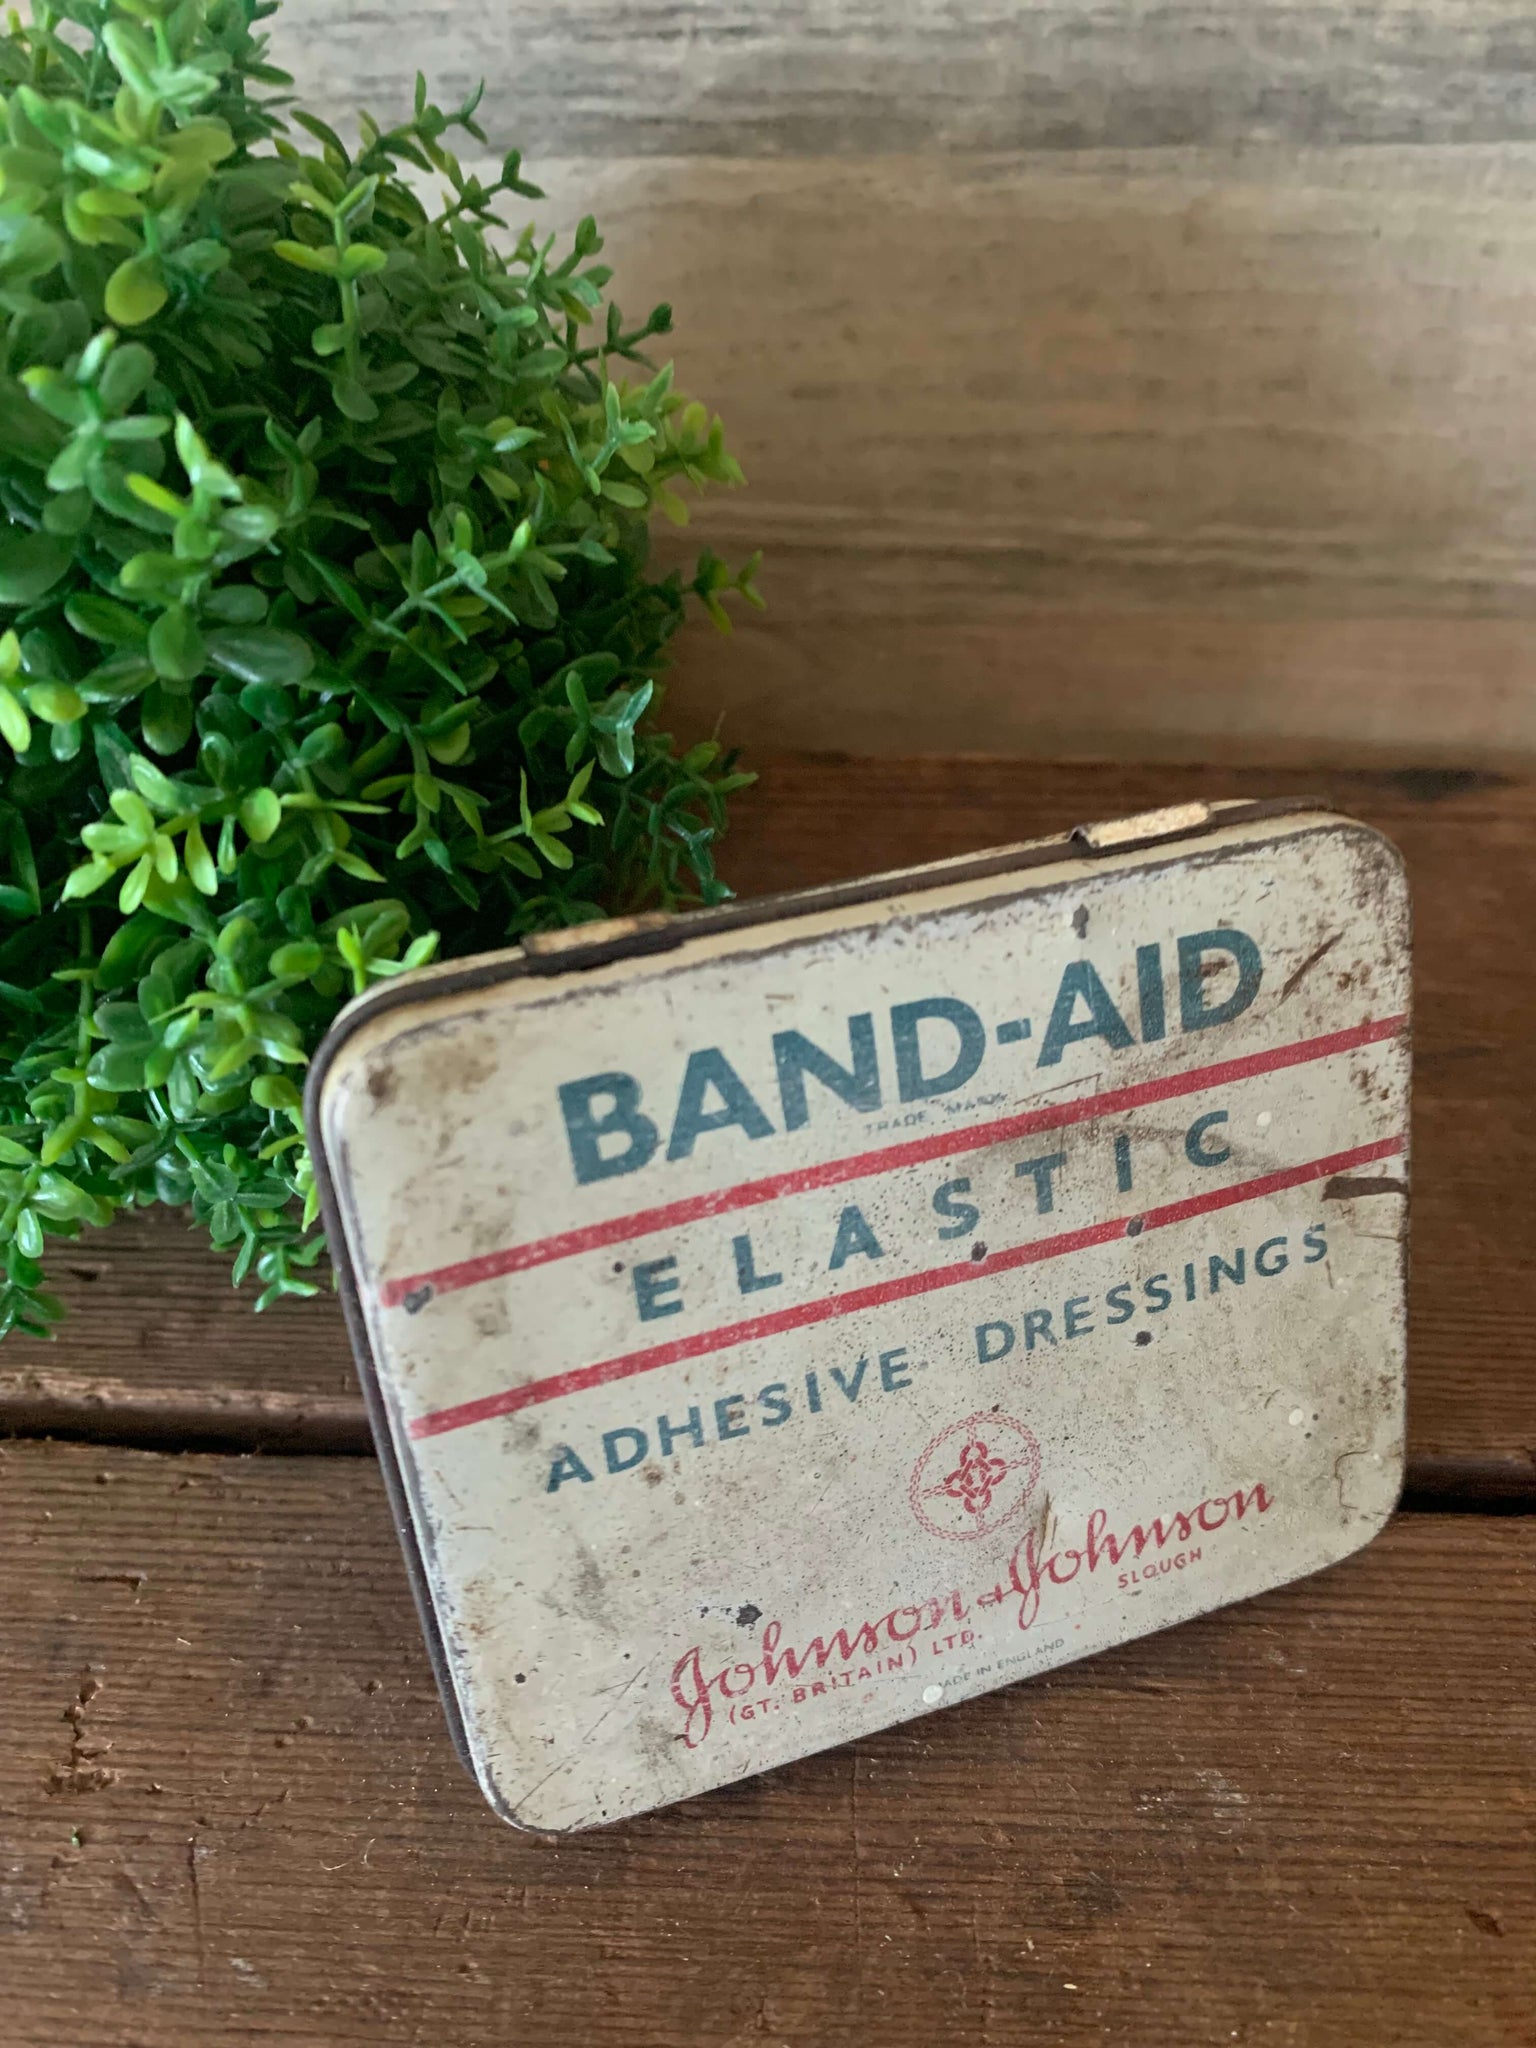 BAND-AID
TRADE MARK
ELASTIC
ADHESIVE DRESSINGS
Johnson & Johnson
(GT. BRITAIN) LTD. SLOUGH
MADE IN ENGLAND